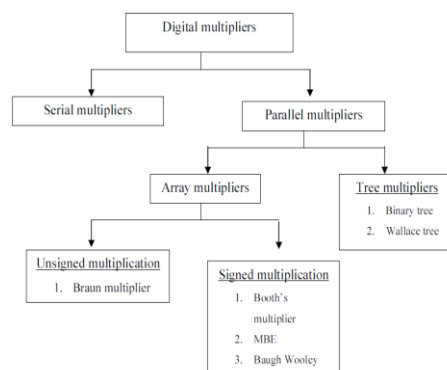 Digital multipliers
Serial multipliers
Parallel multipliers
Array multipliers
Tree multipliers
1. Binary tree
2. Wallace tree
Unsigned multiplication
1. Braun multiplier
Signed multiplication
1. Booth's
multiplier
2. MBE
3. Baugh Wooley